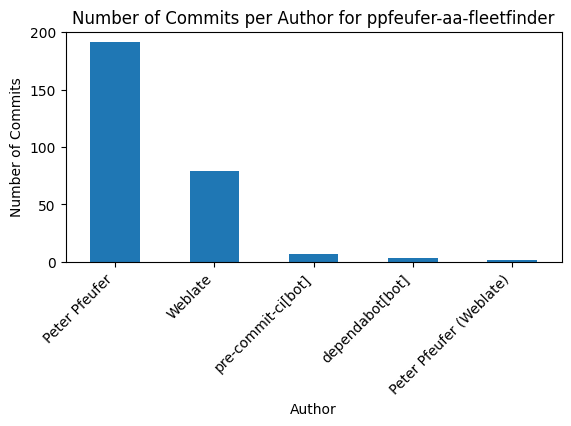 Number of Commits per Author for ppfeufer-aa-fleetfinder
Number of Commits
200
150
100
50
0
Peter Pfeufer
Weblate
pre-commit-ci[bot]
dependabot[bot]
Peter Pfeufer (Weblate)
Author